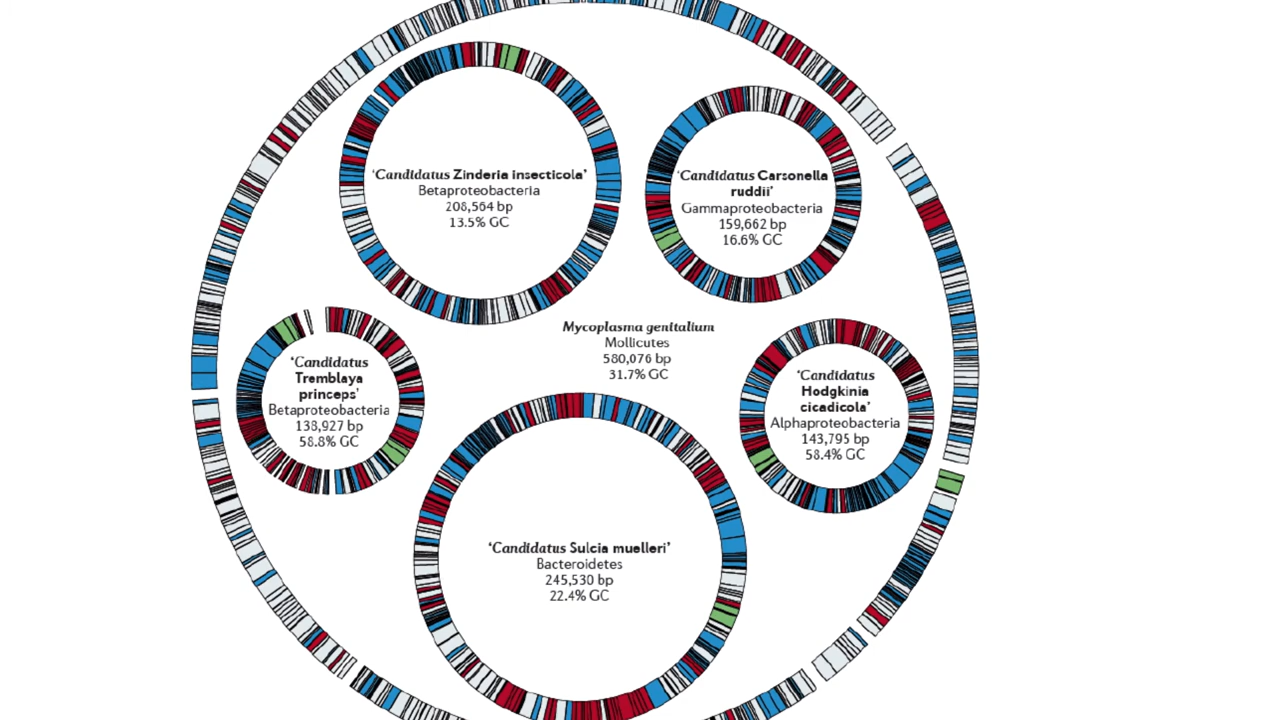 ‘Candidatus Zinderia insecticola’
Betaproteobacteria
208,564 bp
13.5% GC
‘Candidatus Carsonella
ruddii’
Gammaproteobacteria
159,662 bp
16.6% GC
Mycoplasma genitalium
Mollicutes
580,076 bp
31.7% GC
‘Candidatus
Tremblaya
princeps’
Betaproteobacteria
138,927 bp
58.8% GC
‘Candidatus
Hodgkinia
cicadicola’
Alphaproteobacteria
143,795 bp
58.4% GC
‘Candidatus Sulcia muelleri’
Bacteroidetes
245,530 bp
22.4% GC